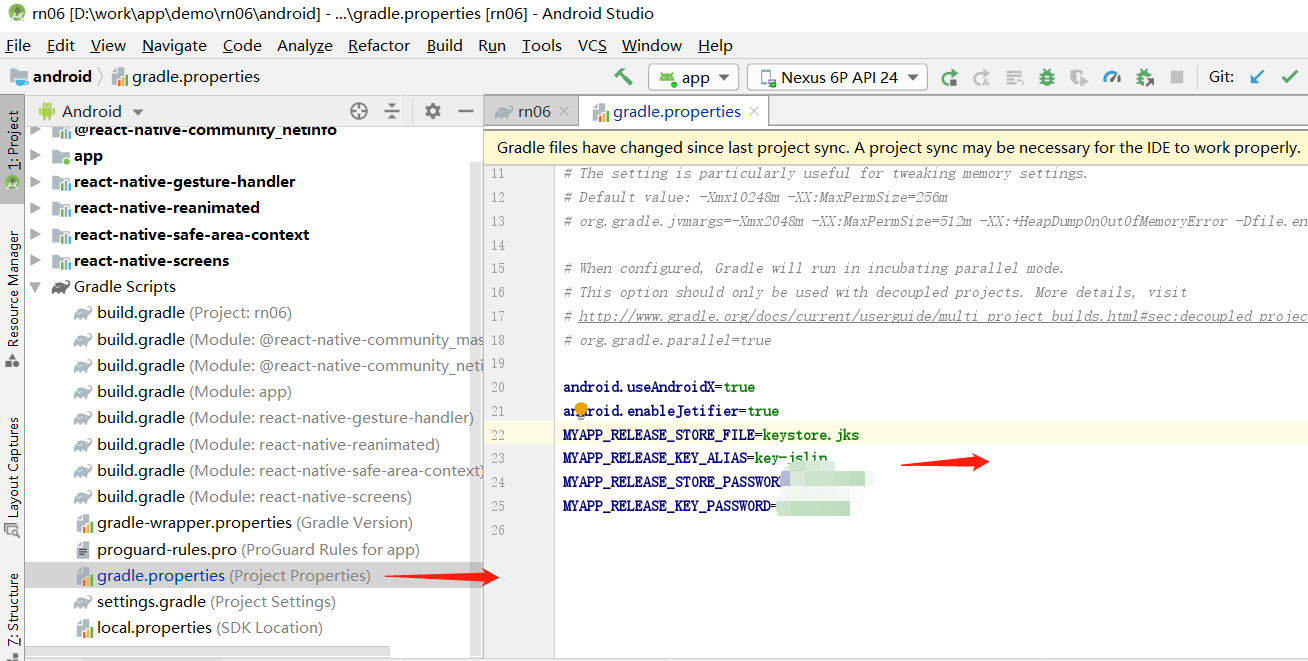 rn06 [D:\work\app\demo\rn06\android] - ...\gradle.properties [rn06] - Android Studio
File Edit View Navigate Code Analyze Refactor Build Run Tools VCS Window Help
android gradle.properties app Nexus 6P API 24 Git:
1: Project
Resource Manager
Layout Captures
7: Structure
Android
@react-native-community_netinfo
app
react-native-gesture-handler
react-native-reanimated
react-native-safe-area-context
react-native-screens
Gradle Scripts
build.gradle (Project: rn06)
build.gradle (Module: @react-native-community_mas
build.gradle (Module: @react-native-community_neti
build.gradle (Module: app)
build.gradle (Module: react-native-gesture-handler)
build.gradle (Module: react-native-reanimated)
build.gradle (Module: react-native-safe-area-context)
build.gradle (Module: react-native-screens)
gradle-wrapper.properties (Gradle Version)
proguard-rules.pro (ProGuard Rules for app)
gradle.properties (Project Properties)
settings.gradle (Project Settings)
local.properties (SDK Location)
rn06 gradle.properties
Gradle files have changed since last project sync. A project sync may be necessary for the IDE to work properly.
11 # The setting is particularly useful for tweaking memory settings.
12 # Default value: -Xmx10248m -XX:MaxPermSize=256m
13 # org.gradle.jvmargs=-Xmx2048m -XX:MaxPermSize=512m -XX:+HeapDumpOnOutOfMemoryError -Dfile.en
14
15 # When configured, Gradle will run in incubating parallel mode.
16 # This option should only be used with decoupled projects. More details, visit
17 # http://www.gradle.org/docs/current/userguide/multi_project_builds.html#sec:decoupled_projec
18 # org.gradle.parallel=true
19
20 android.useAndroidX=true
21 android.enableJetifier=true
22 MYAPP_RELEASE_STORE_FILE=keystore.jks
23 MYAPP_RELEASE_KEY_ALIAS=key-jslin
24 MYAPP_RELEASE_STORE_PASSWOR
25 MYAPP_RELEASE_KEY_PASSWORD=
26